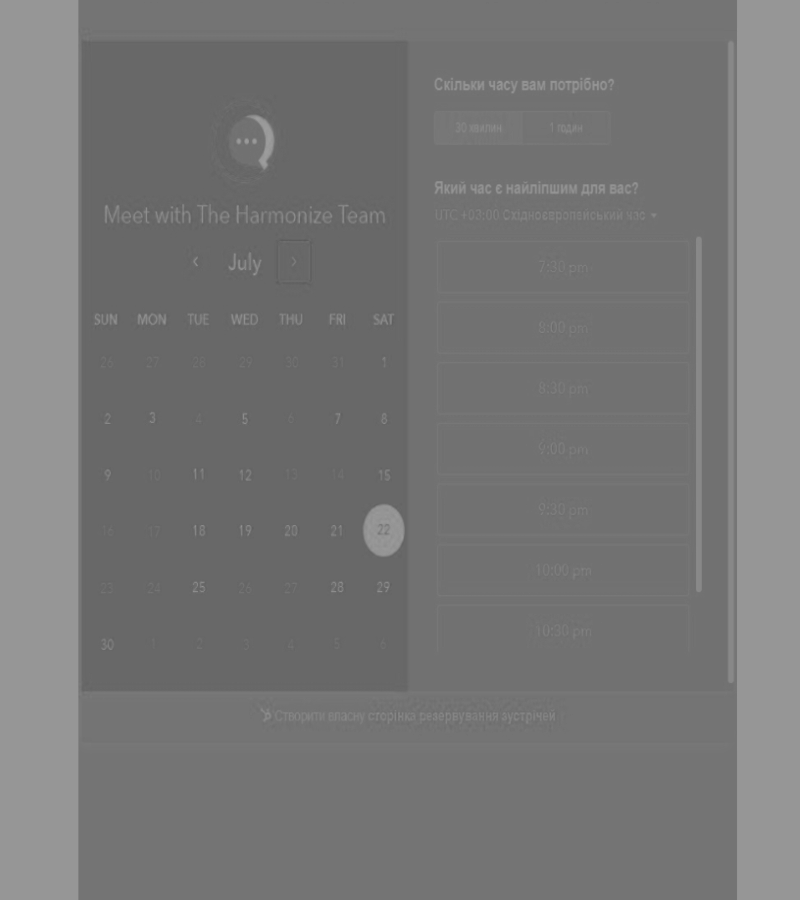 Meet with The Harmonize Team
July
SUN MON TUE WED THU FRI SAT
26 27 28 29 30 31 1
2 3 4 5 6 7 8
9 10 11 12 13 14 15
16 17 18 19 20 21 22
23 24 25 26 27 28 29
30 1 2 3 4 5 6
Скільки часу вам потрібно?
30 хвилин 1 годин
Який час є найліпшим для вас?
UTC +03:00 Східноєвропейський час
7:30 pm
8:00 pm
8:30 pm
9:00 pm
9:30 pm
10:00 pm
10:30 pm
Створити власну сторінка резервування зустрічей